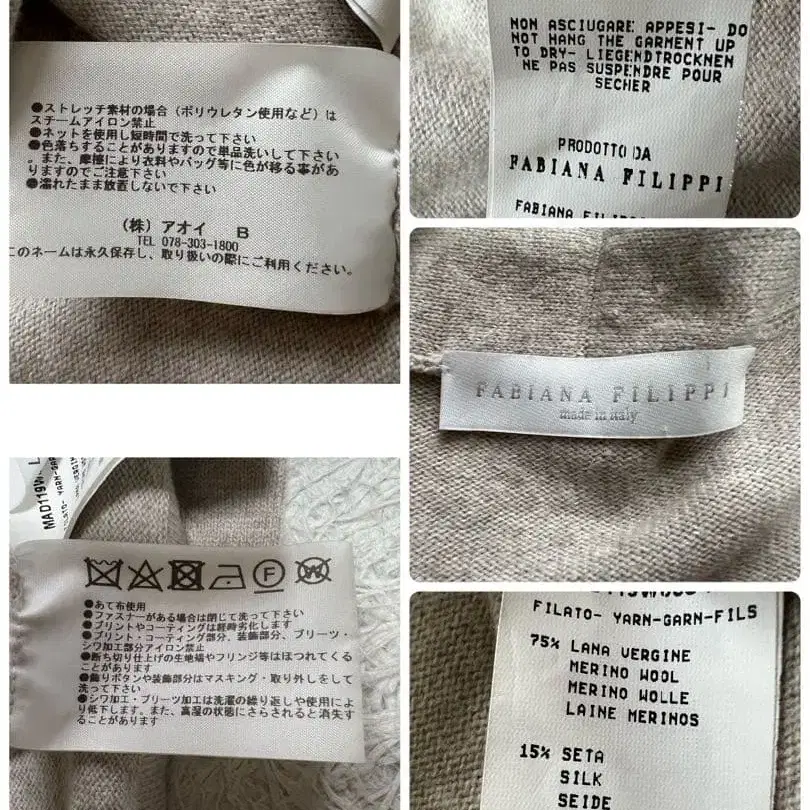 ●ストレッチ素材の場合（ポリウレタン使用など）は
スチームアイロン禁止
●ネットを使用し短時間で洗って下さい
●色落ちすることがありますので単品洗いして下さい
。また、摩擦により衣料やバッグ等に色が移る事があ
りますのでご注意下さい
●濡れたまま放置しないで下さい
（株）アオイ B
TEL 078-303-1800
このネームは永久保存し、取り扱いの際にご利用ください。
NON ASCIUGARE APPESI- DO
NOT HANG THE GARMENT UP
TO DRY- LIEGENDTROCKNEN
NE PAS SUSPENDRE POUR
SECHER
PRODOTTO DA
FABIANA FILIPPI
FABIANA FILIPPI
FABIANA FILIPPI
made in italy
MAD119W
YARN-GAR
●あて布使用
●ファスナーがある場合は閉じて洗って下さい
●プリントやコーティングは経時劣化します
●プリント・コーティング部分、装飾部分、プリーツ・
シワ加工部分アイロン禁止
●断ち切り仕上げの生地端やフリンジ等はほつれてくる
ことがあります
●飾りボタンや装飾部分はマスキング・取り外しをして
洗って下さい
●シワ加工・プリーツ加工は洗濯の繰り返しや使用によ
り低下します。また、高湿の状態にさらされると消失す
ることがあります
FILATO- YARN-GARN-FILS
75% LANA VERGINE
MERINO WOOL
MERINO WOLLE
LAINE MERINOS
15% SETA
SILK
SEIDE